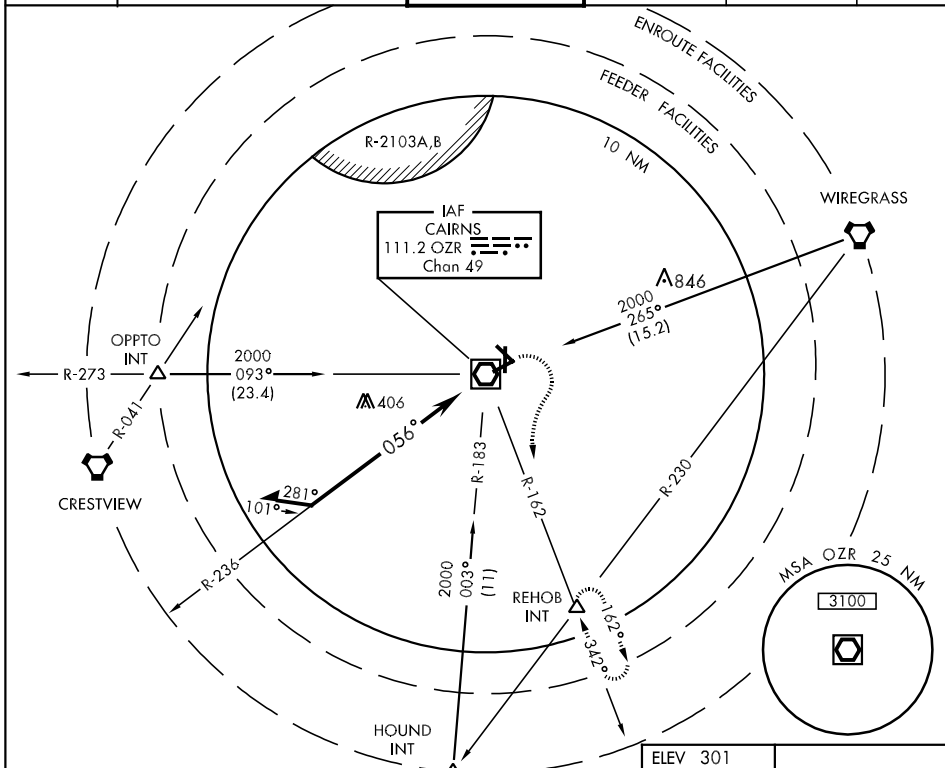 ENROUTE FACILITIES
FEEDER FACILITIES
R-2103A,B
10 NM
WIREGRASS
IAF
CAIRNS
111.2 OZR
Chan 49
846
2000
265°
(15.2)
OPPTO
INT
R-273
2000
093°
(23.4)
R-041
406
056°
CRESTVIEW
281°
101°
R-183
R-162
R-230
R-236
2000
003°
(11)
REHOB
INT
162°
342°
MSA OZR 25 NM
3100
HOUND
INT
ELEV 301